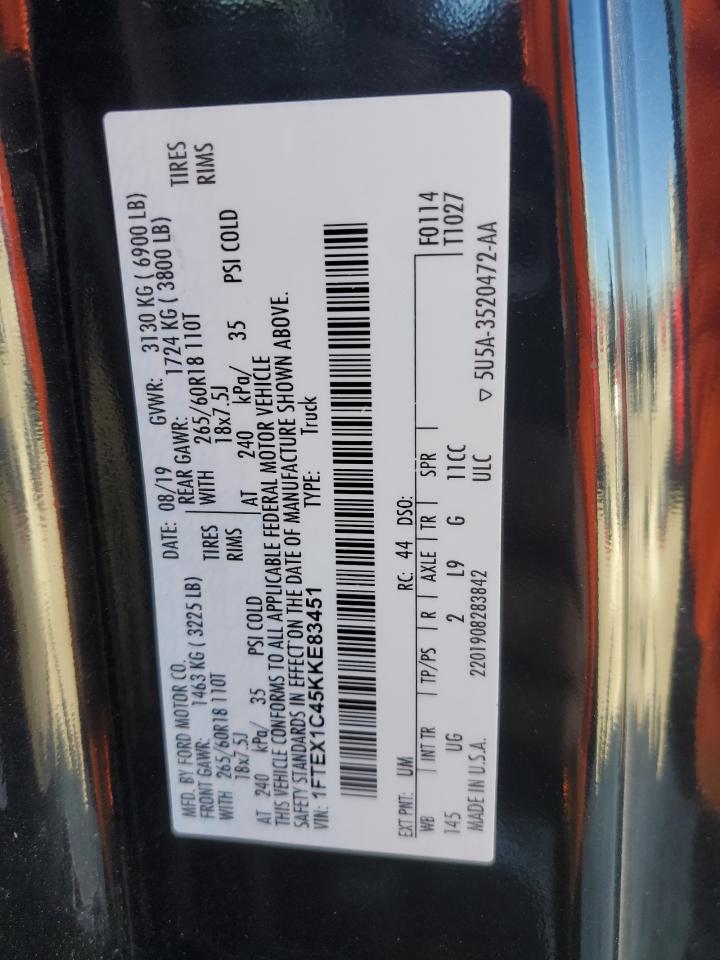 MFD. BY FORD MOTOR CO.
DATE: 08/19 GVWR: 3130 KG ( 6900 LB)
FRONT GAWR: 1463 KG ( 3225 LB)
REAR GAWR: 1724 KG ( 3800 LB)
WITH 265/60R18 110T TIRES
WITH 265/60R18 110T TIRES
18x7.5J RIMS
18x7.5J RIMS
AT 240 kPa/ 35 PSI COLD
AT 240 kPa/ 35 PSI COLD
THIS VEHICLE CONFORMS TO ALL APPLICABLE FEDERAL MOTOR VEHICLE
SAFETY STANDARDS IN EFFECT ON THE DATE OF MANUFACTURE SHOWN ABOVE.
VIN: 1FTEX1C45KKE83451 TYPE: Truck
EXT PNT: UM RC: 44 DSO:
WB INT TR TP/PS R AXLE TR SPR F0114
145 UG 2 L9 G 11CC T1027
MADE IN U.S.A. 2201908283842 ULC ▽ 5U5A-3520472-AA